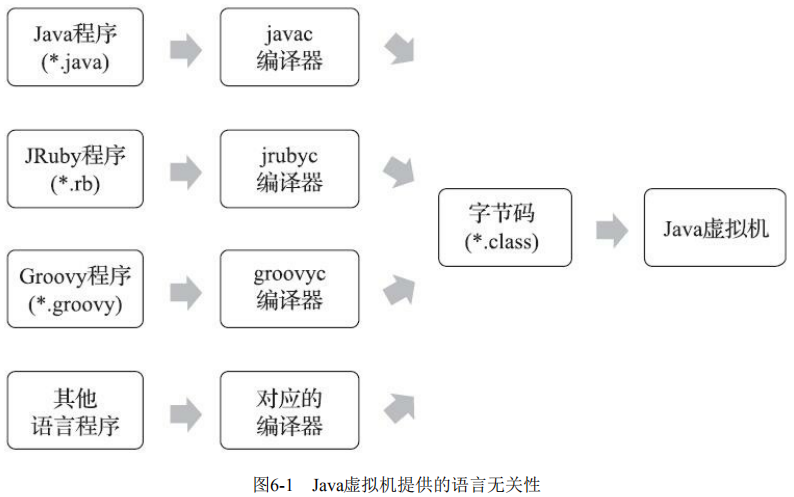 Java程序
(*.java)
javac
编译器
JRuby程序
(*.rb)
jrubyc
编译器
字节码
(*.class)
Java虚拟机
Groovy程序
(*.groovy)
groovyc
编译器
其他
语言程序
对应的
编译器
图6-1 Java虚拟机提供的语言无关性